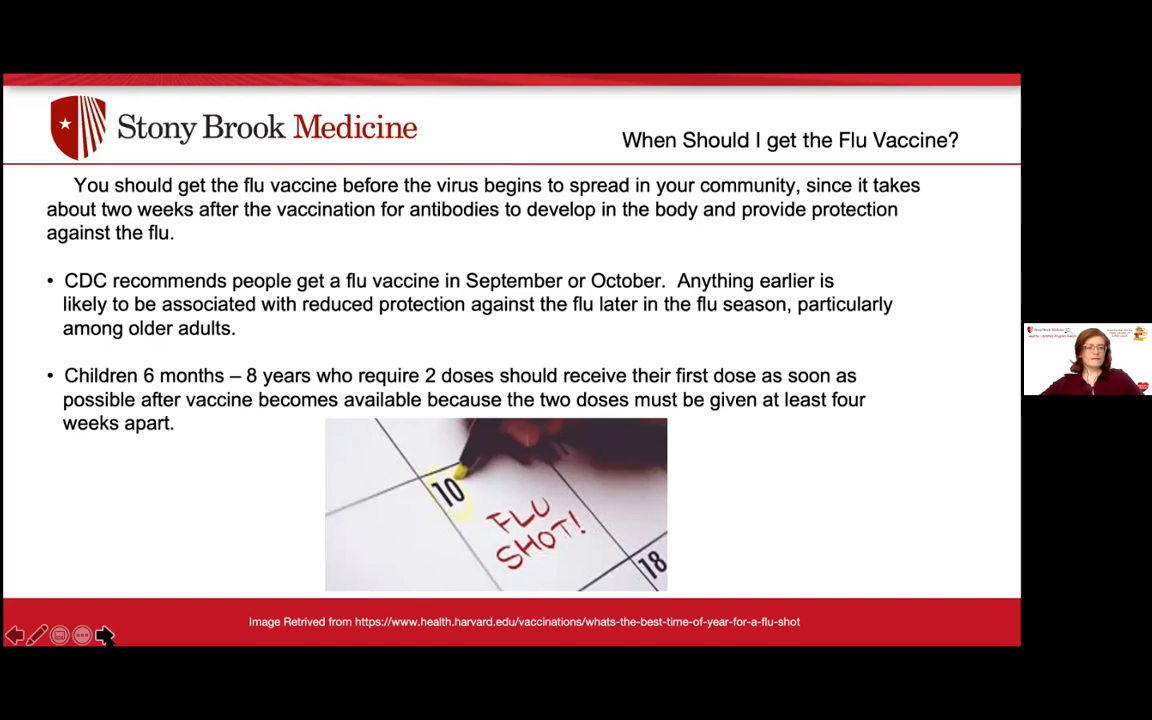 Stony Brook Medicine
When Should I get the Flu Vaccine?
You should get the flu vaccine before the virus begins to spread in your community, since it takes
about two weeks after the vaccination for antibodies to develop in the body and provide protection
against the flu.
• CDC recommends people get a flu vaccine in September or October.  Anything earlier is
likely to be associated with reduced protection against the flu later in the flu season, particularly
among older adults.
• Children 6 months – 8 years who require 2 doses should receive their first dose as soon as
possible after vaccine becomes available because the two doses must be given at least four
weeks apart.
10
FLU
SHOT!
18
Image Retrived from https://www.health.harvard.edu/vaccinations/whats-the-best-time-of-year-for-a-flu-shot
Stony Brook Medicine